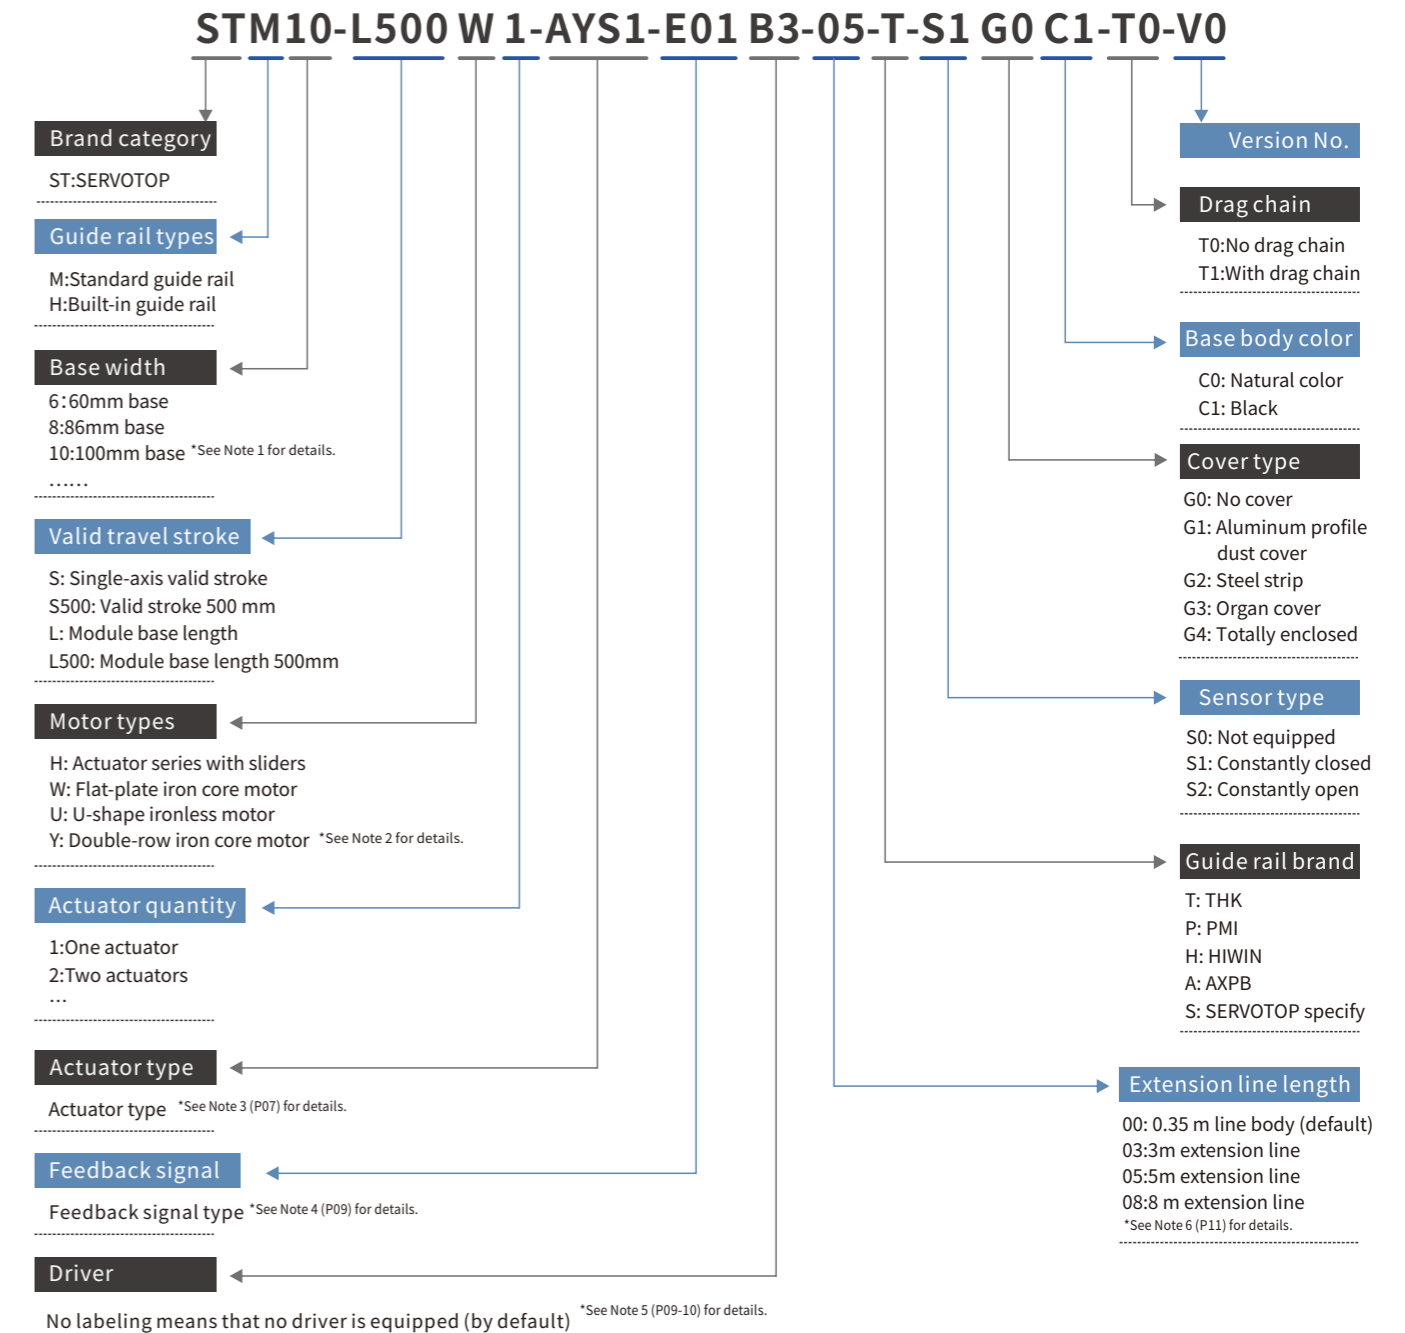 STM10-L500 W 1-AYS1-E01 B3-05-T-S1 G0 C1-T0-V0
Brand category
ST:SERVOTOP
Guide rail types
M:Standard guide rail
H:Built-in guide rail
Base width
6:60mm base
8:86mm base
10:100mm base *See Note 1 for details.
……
Valid travel stroke
S: Single-axis valid stroke
S500: Valid stroke 500 mm
L: Module base length
L500: Module base length 500mm
Motor types
H: Actuator series with sliders
W: Flat-plate iron core motor
U: U-shape ironless motor
Y: Double-row iron core motor *See Note 2 for details.
Actuator quantity
1:One actuator
2:Two actuators
…
Actuator type
Actuator type *See Note 3 (P07) for details.
Feedback signal
Feedback signal type *See Note 4 (P09) for details.
Driver
No labeling means that no driver is equipped (by default) *See Note 5 (P09-10) for details.
Version No.
Drag chain
T0:No drag chain
T1:With drag chain
Base body color
C0: Natural color
C1: Black
Cover type
G0: No cover
G1: Aluminum profile
dust cover
G2: Steel strip
G3: Organ cover
G4: Totally enclosed
Sensor type
S0: Not equipped
S1: Constantly closed
S2: Constantly open
Guide rail brand
T: THK
P: PMI
H: HIWIN
A: AXPB
S: SERVOTOP specify
Extension line length
00: 0.35 m line body (default)
03:3m extension line
05:5m extension line
08:8 m extension line
*See Note 6 (P11) for details.